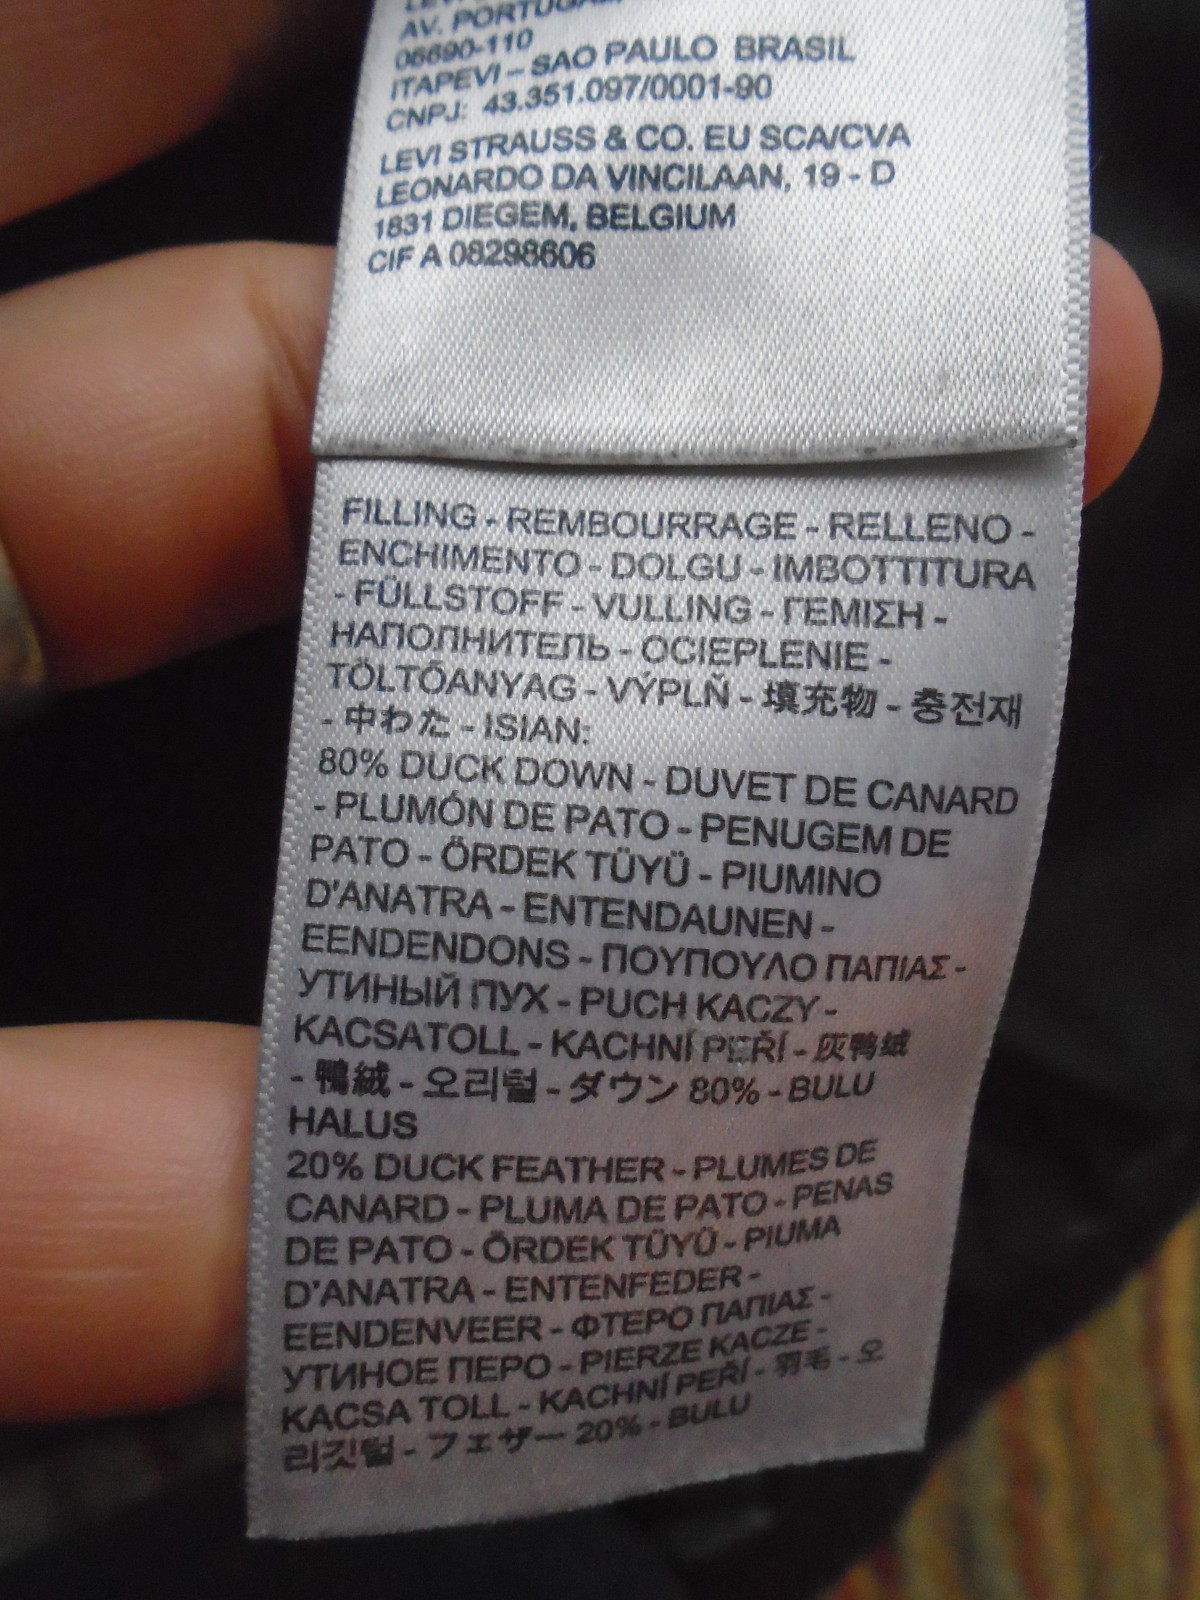 AV. PORTUGAL,
06690-110
ITAPEVI – SAO PAULO BRASIL
CNPJ: 43.351.097/0001-90
LEVI STRAUSS & CO. EU SCA/CVA
LEONARDO DA VINCILAAN, 19 - D
1831 DIEGEM, BELGIUM
CIF A 08298606
FILLING - REMBOURRAGE - RELLENO -
ENCHIMENTO - DOLGU - IMBOTTITURA
- FÜLLSTOFF - VULLING - ΓΕΜΙΣΗ -
НАПОЛНИТЕЛЬ - OCIEPLENIE -
TÖLTŐANYAG - VÝPLŇ - 填充物 - 충전재
- 中わた - ISIAN:
80% DUCK DOWN - DUVET DE CANARD
- PLUMÓN DE PATO - PENUGEM DE
PATO - ÖRDEK TÜYÜ - PIUMINO
D'ANATRA - ENTENDAUNEN -
EENDENDONS - ΠΟΥΠΟΥΛΟ ΠΑΠΙΑΣ -
УТИНЫЙ ПУХ - PUCH KACZY -
KACSATOLL - KACHNÍ PEŘÍ - 灰鸭绒
- 鴨絨 - 오리털 - ダウン 80% - BULU
HALUS
20% DUCK FEATHER - PLUMES DE
CANARD - PLUMA DE PATO - PENAS
DE PATO - ÖRDEK TÜYÜ - PIUMA
D'ANATRA - ENTENFEDER -
EENDENVEER - ΦΤΕΡΟ ΠΑΠΙΑΣ -
УТИНОЕ ПЕРО - PIERZE KACZE -
KACSA TOLL - KACHNÍ PEŘÍ - 羽毛 - 오
리깃털 - フェザー 20% - BULU